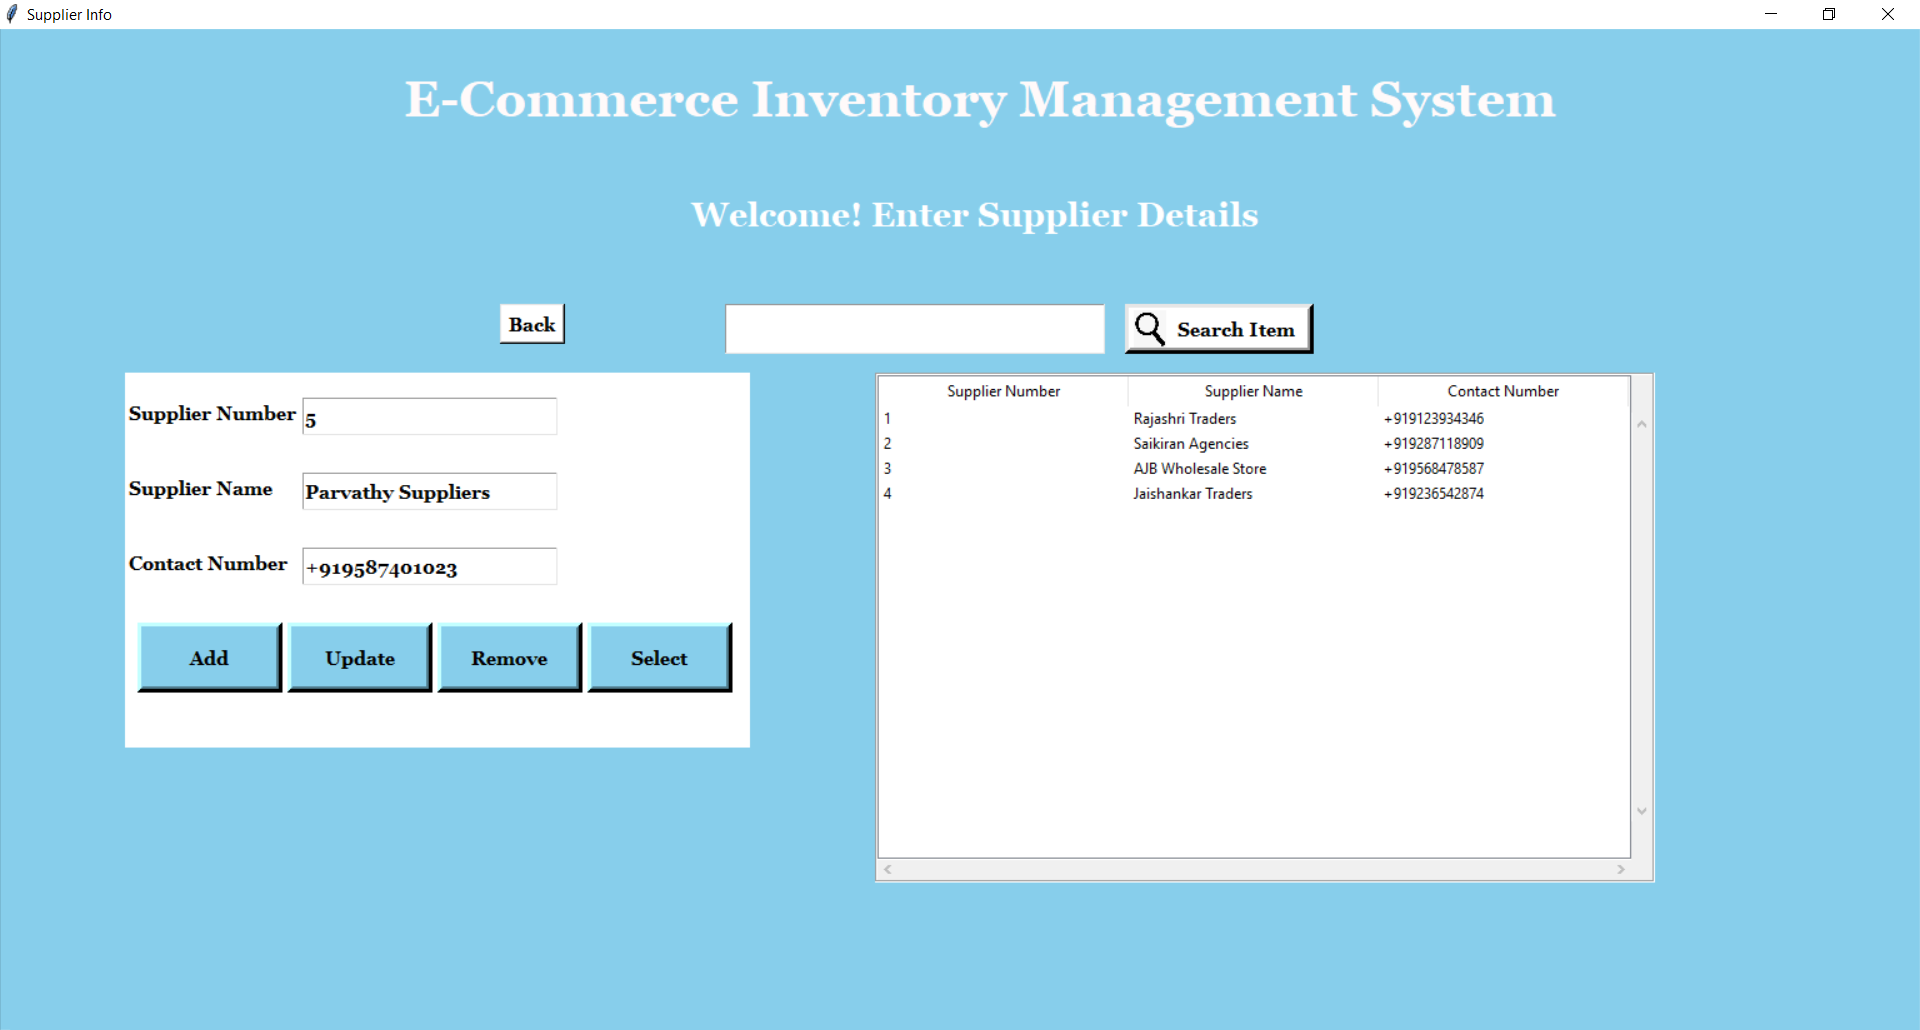 Supplier Info
E-Commerce Inventory Management System
Welcome! Enter Supplier Details
Back
Search Item
Supplier Number 5
Supplier Name Parvathy Suppliers
Contact Number +919587401023
Add Update Remove Select
Supplier Number Supplier Name Contact Number
1 Rajashri Traders +919123934346
2 Saikiran Agencies +919287118909
3 AJB Wholesale Store +919568478587
4 Jaishankar Traders +919236542874